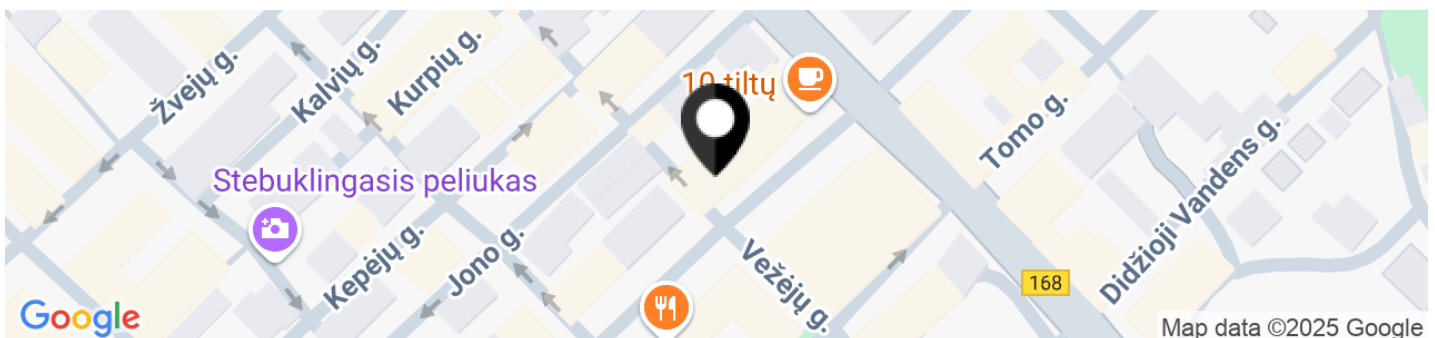 Žvejų g.
Kalvių g.
Kurpių g.
10 tiltų
Tomo g.
Stebuklingasis peliukas
Kepėjų g.
Jono g.
Vežėjų g.
168
Didžioji Vandens g.
Google
Map data ©2025 Google